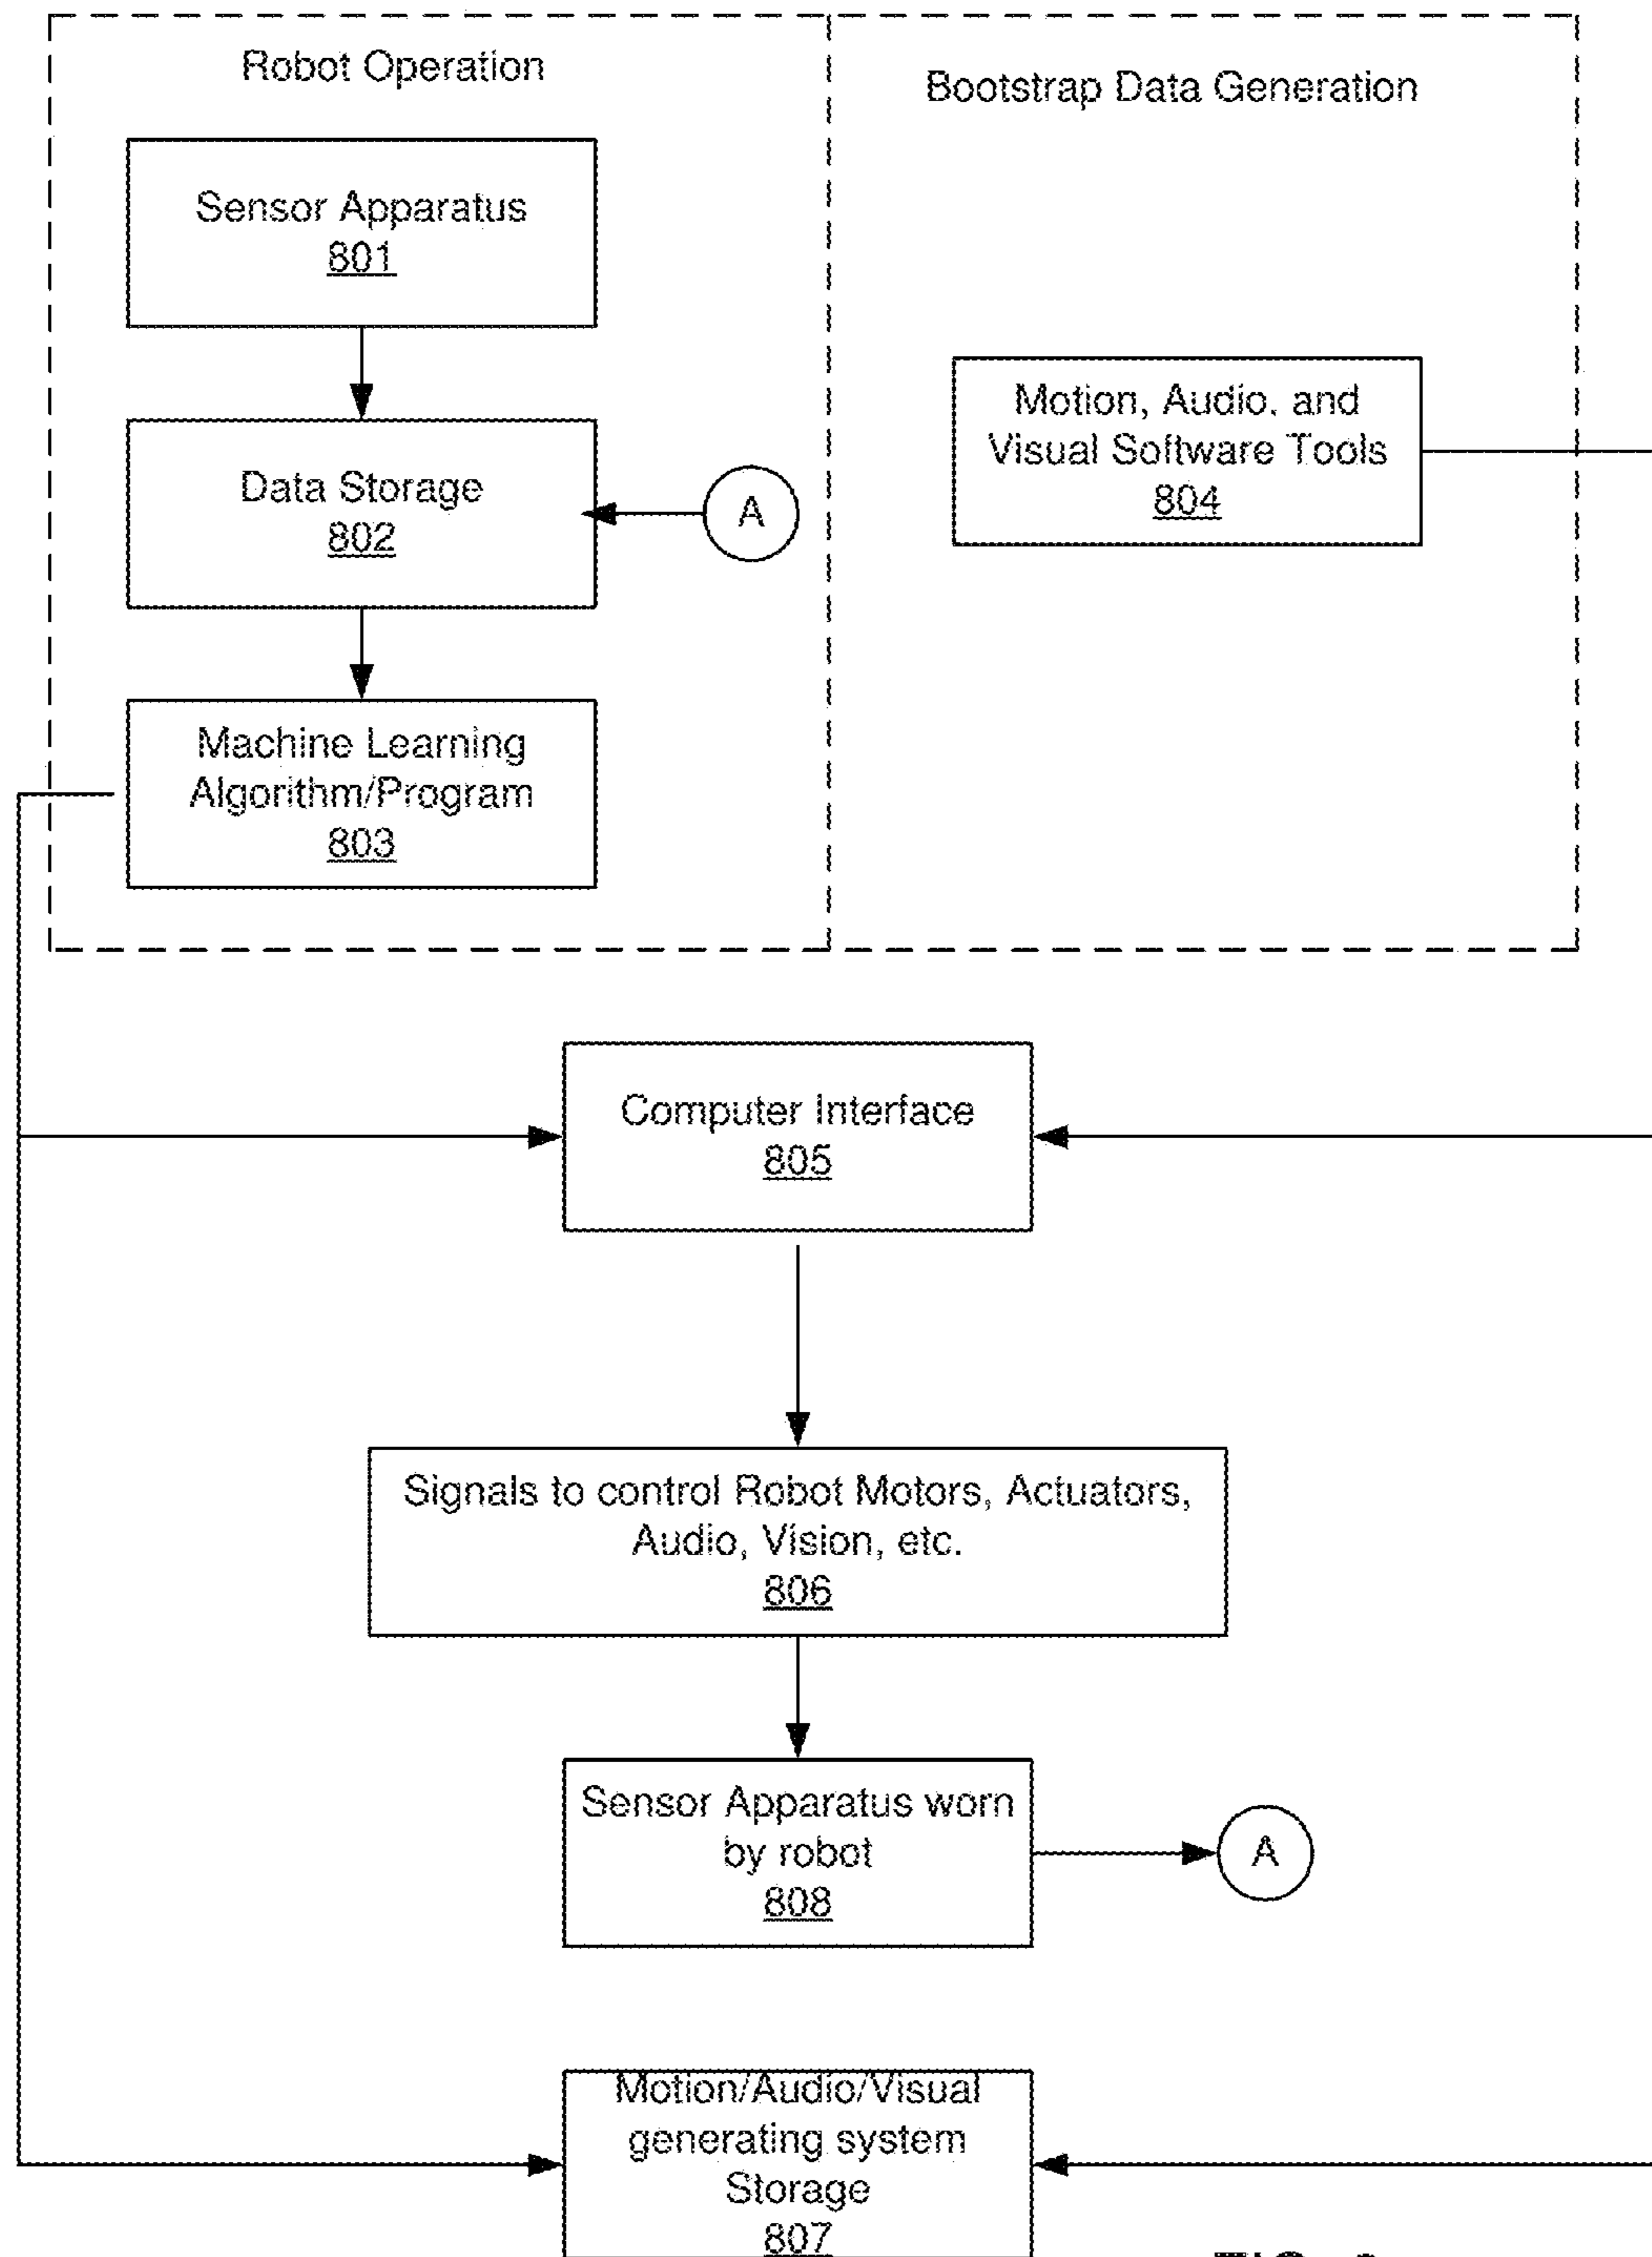 Robot Operation
Bootstrap Data Generation
Sensor Apparatus
801
Motion, Audio, and
Visual Software Tools
804
Data Storage
802
A
Machine Learning
Algorithm/Program
803
Computer Interface
805
Signals to control Robot Motors, Actuators,
Audio, Vision, etc.
806
Sensor Apparatus worn
by robot
808
A
Motion/Audio/Visual
generating system
Storage
807